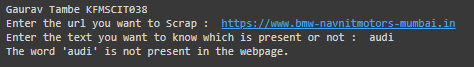 Gaurav Tambe KFMSCIT038
Enter the url you want to Scrap :  https://www.bmw-navnitmotors-mumbai.in
Enter the text you want to know which is present or not :  audi
The word 'audi' is not present in the webpage.